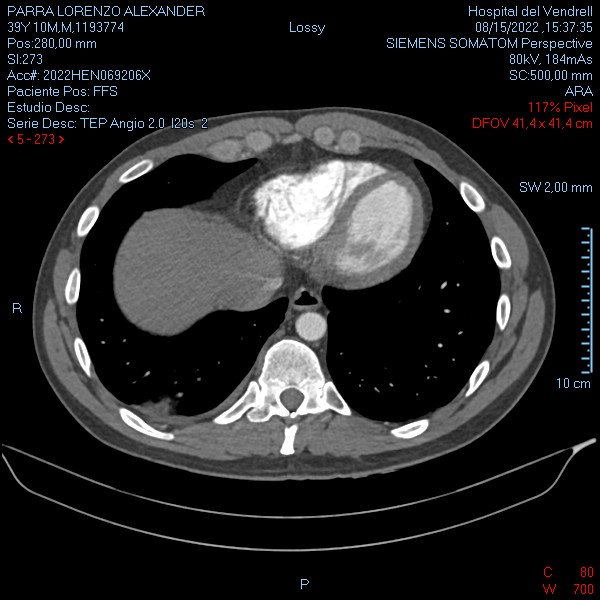 PARRA LORENZO ALEXANDER
39Y 10M,M,1193774
Pos:280,00 mm
SI:273
Acc#: 2022HEN069206X
Paciente Pos: FFS
Estudio Desc:
Serie Desc: TEP Angio 2.0 I20s 2
< 5 - 273 >
Lossy
Hospital del Vendrell
08/15/2022 ,15:37:35
SIEMENS SOMATOM Perspective
80kV, 184mAs
SC:500,00 mm
ARA
117% Pixel
DFOV 41,4 x 41,4 cm
SW 2,00 mm
R
10 cm
P
C 80
W 700